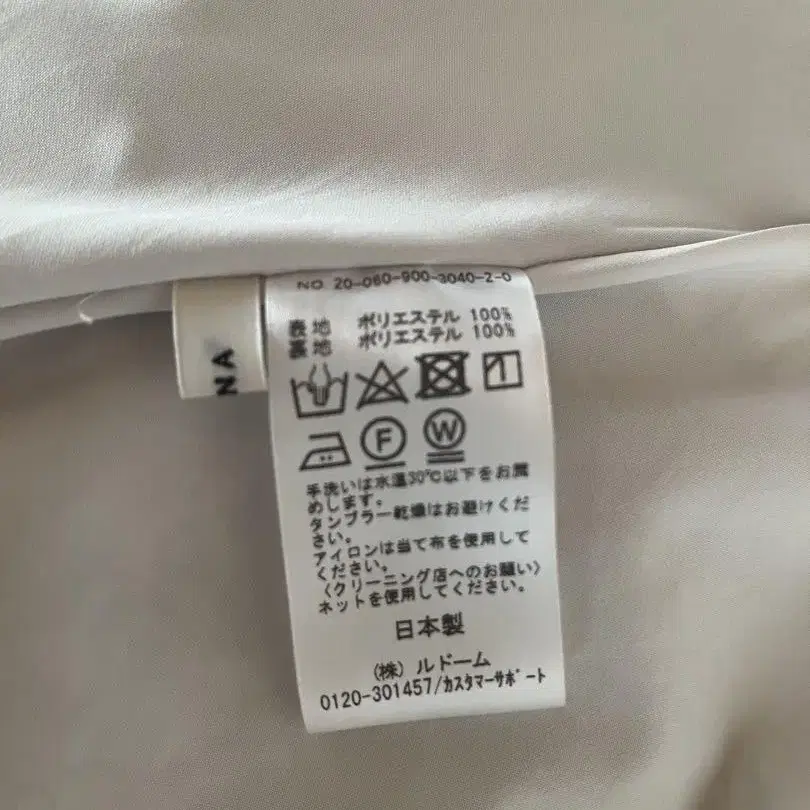 NO. 20-060-900-3040-2-0
表地 ポリエステル 100%
裏地 ポリエステル 100%
F
W
手洗いは水温30℃以下をお薦
めします。
タンブラー乾燥はお避けくだ
さい。
アイロンは当て布を使用して
ください。
〈クリーニング店へのお願い〉
ネットを使用してください。
日本製
(株) ルドーム
0120-301457/カスタマーサポート
NA